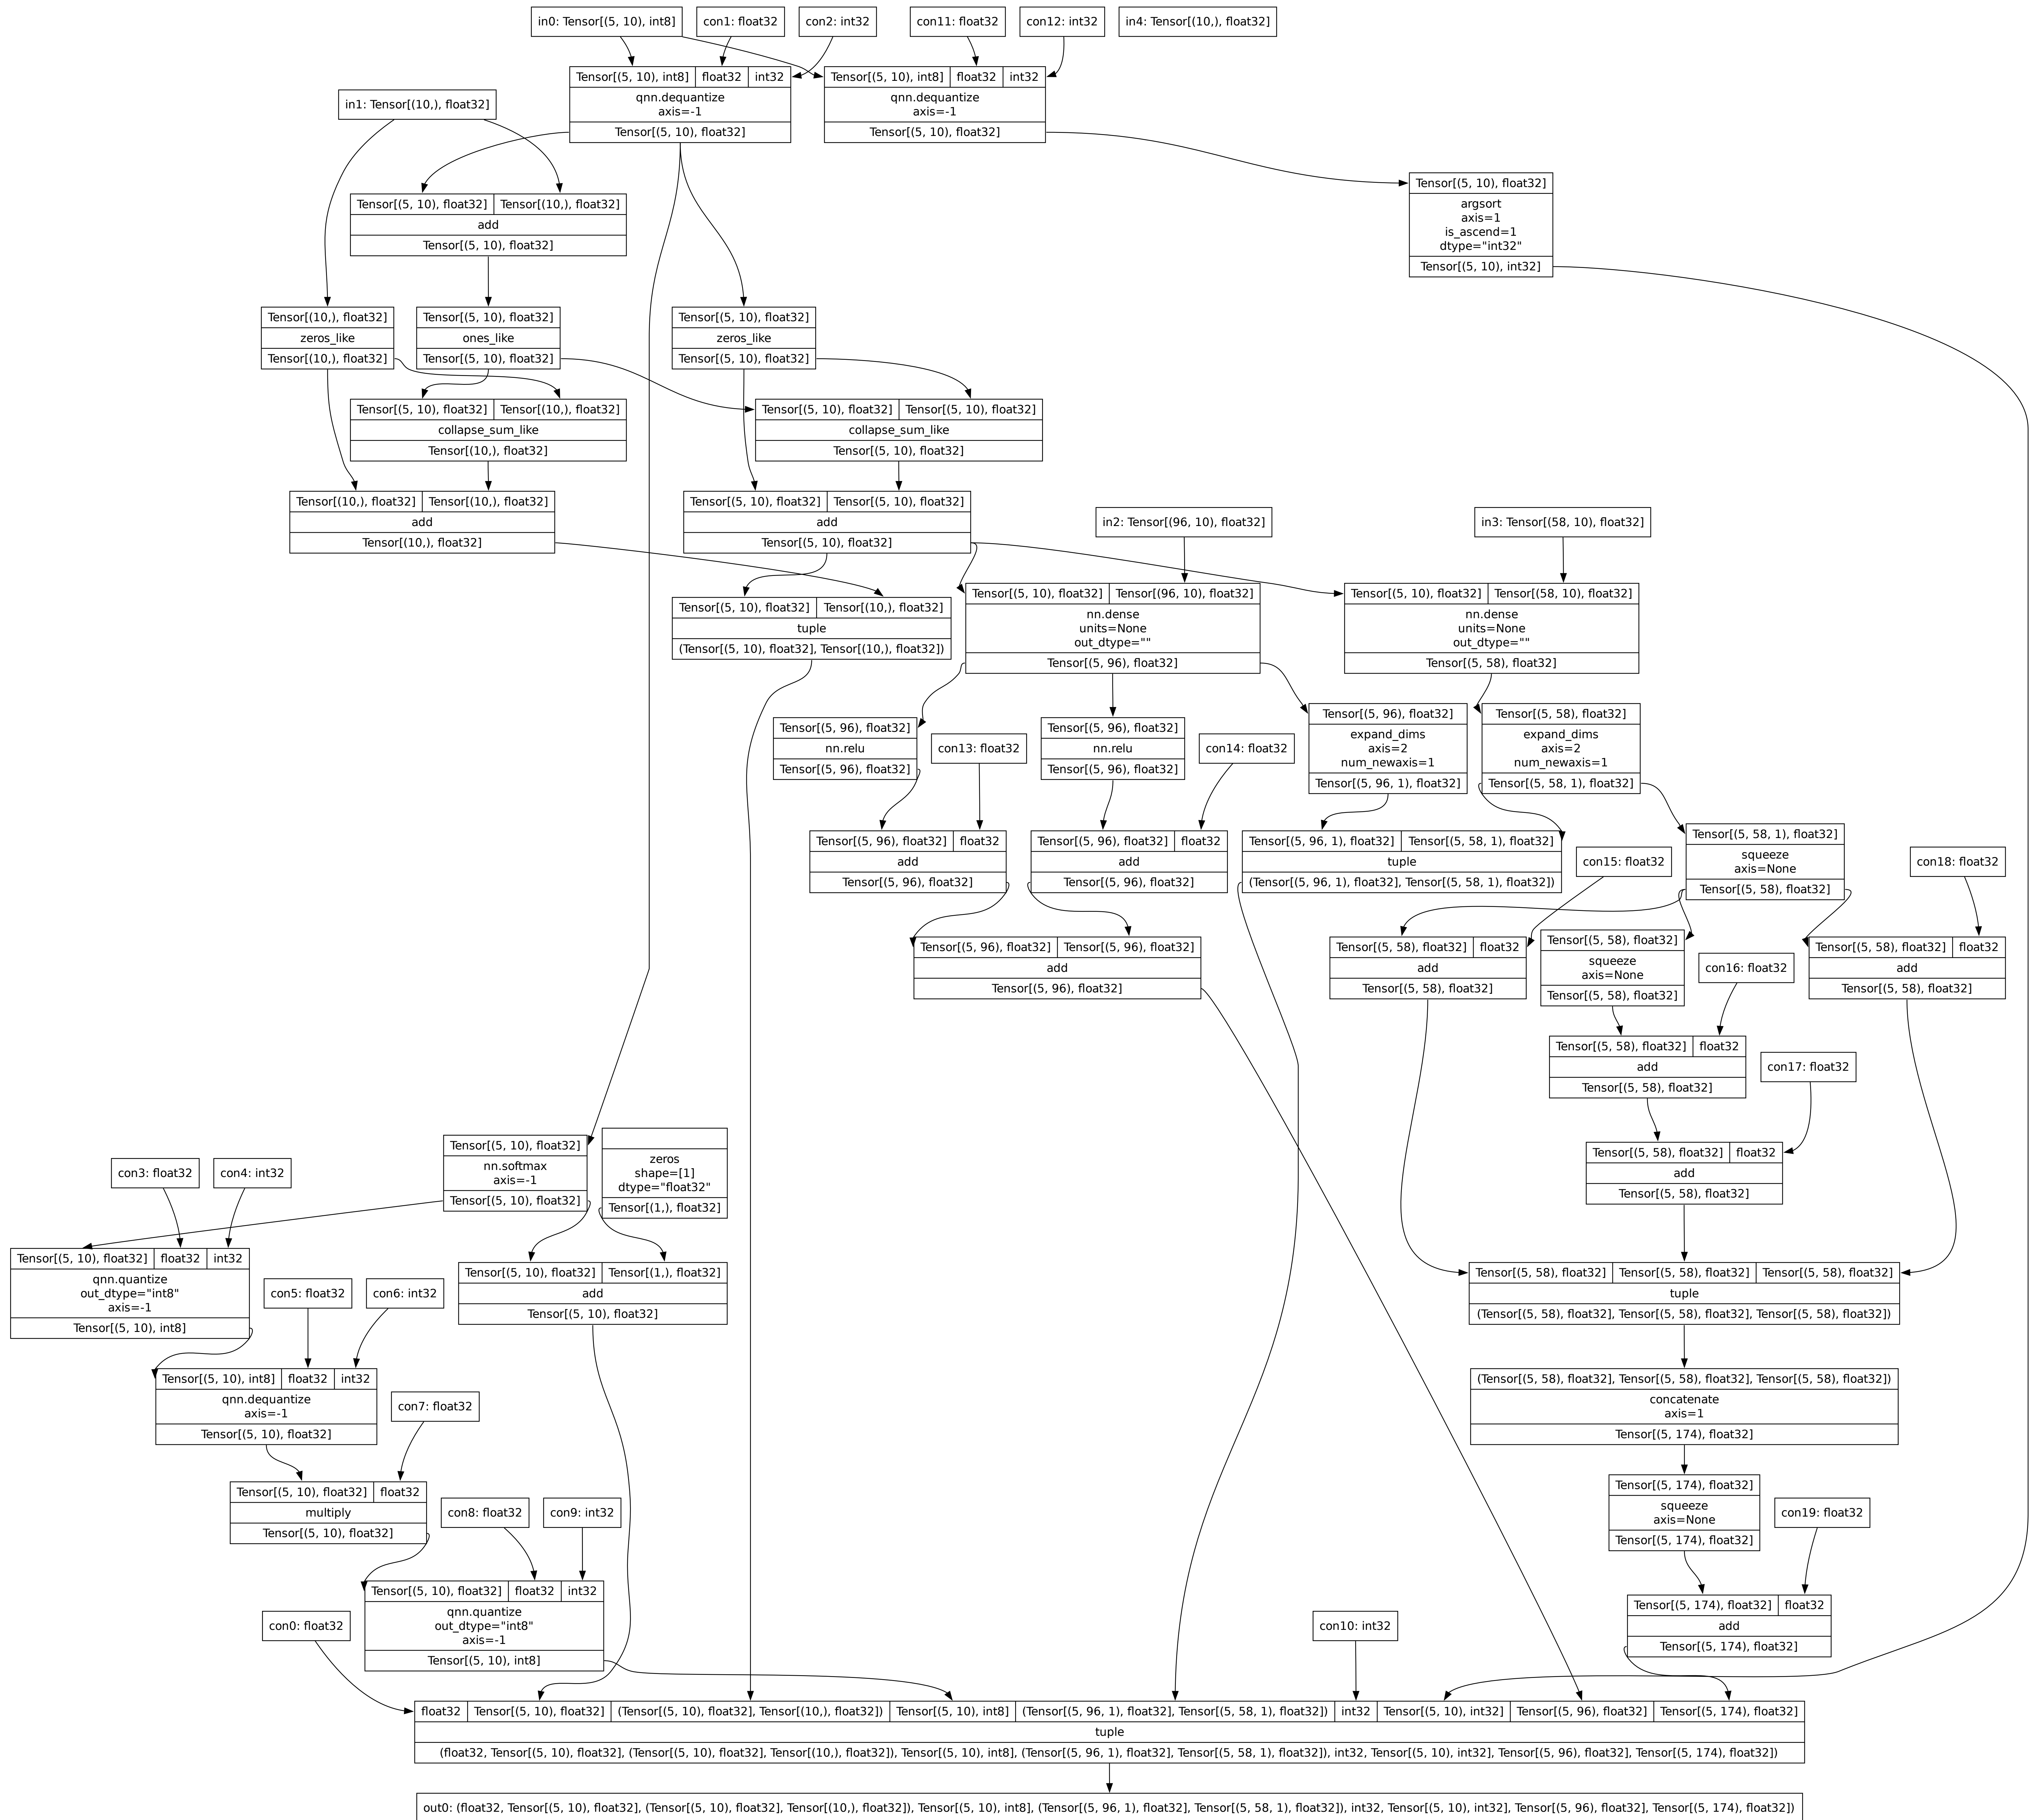 in0: Tensor[(5, 10), int8]
con1: float32
con2: int32
con11: float32
con12: int32
in4: Tensor[(10,), float32]
Tensor[(5, 10), int8] float32 int32
qnn.dequantize
axis=-1
Tensor[(5, 10), float32]
Tensor[(5, 10), int8] float32 int32
qnn.dequantize
axis=-1
Tensor[(5, 10), float32]
in1: Tensor[(10,), float32]
Tensor[(5, 10), float32]
argsort
axis=1
is_ascend=1
dtype="int32"
Tensor[(5, 10), int32]
Tensor[(5, 10), float32] Tensor[(10,), float32]
add
Tensor[(5, 10), float32]
Tensor[(10,), float32]
zeros_like
Tensor[(10,), float32]
Tensor[(5, 10), float32]
ones_like
Tensor[(5, 10), float32]
Tensor[(5, 10), float32]
zeros_like
Tensor[(5, 10), float32]
Tensor[(5, 10), float32] Tensor[(10,), float32]
collapse_sum_like
Tensor[(10,), float32]
Tensor[(5, 10), float32] Tensor[(5, 10), float32]
collapse_sum_like
Tensor[(5, 10), float32]
Tensor[(10,), float32] Tensor[(10,), float32]
add
Tensor[(10,), float32]
Tensor[(5, 10), float32] Tensor[(5, 10), float32]
add
Tensor[(5, 10), float32]
in2: Tensor[(96, 10), float32]
in3: Tensor[(58, 10), float32]
Tensor[(5, 10), float32] Tensor[(10,), float32]
tuple
(Tensor[(5, 10), float32], Tensor[(10,), float32])
Tensor[(5, 10), float32] Tensor[(96, 10), float32]
nn.dense
units=None
out_dtype=""
Tensor[(5, 96), float32]
Tensor[(5, 10), float32] Tensor[(58, 10), float32]
nn.dense
units=None
out_dtype=""
Tensor[(5, 58), float32]
Tensor[(5, 96), float32]
nn.relu
Tensor[(5, 96), float32]
con13: float32
Tensor[(5, 96), float32]
nn.relu
Tensor[(5, 96), float32]
con14: float32
Tensor[(5, 96), float32]
expand_dims
axis=2
num_newaxis=1
Tensor[(5, 96, 1), float32]
Tensor[(5, 58), float32]
expand_dims
axis=2
num_newaxis=1
Tensor[(5, 58, 1), float32]
Tensor[(5, 96), float32] float32
add
Tensor[(5, 96), float32]
Tensor[(5, 96), float32] float32
add
Tensor[(5, 96), float32]
Tensor[(5, 96, 1), float32] Tensor[(5, 58, 1), float32]
tuple
(Tensor[(5, 96, 1), float32], Tensor[(5, 58, 1), float32])
con15: float32
Tensor[(5, 58, 1), float32]
squeeze
axis=None
Tensor[(5, 58), float32]
con18: float32
Tensor[(5, 96), float32] Tensor[(5, 96), float32]
add
Tensor[(5, 96), float32]
Tensor[(5, 58), float32] float32
add
Tensor[(5, 58), float32]
Tensor[(5, 58), float32]
squeeze
axis=None
Tensor[(5, 58), float32]
con16: float32
Tensor[(5, 58), float32] float32
add
Tensor[(5, 58), float32]
Tensor[(5, 58), float32] float32
add
Tensor[(5, 58), float32]
con17: float32
Tensor[(5, 58), float32] float32
add
Tensor[(5, 58), float32]
con3: float32
con4: int32
Tensor[(5, 10), float32]
nn.softmax
axis=-1
Tensor[(5, 10), float32]
zeros
shape=[1]
dtype="float32"
Tensor[(1,), float32]
Tensor[(5, 10), float32] float32 int32
qnn.quantize
out_dtype="int8"
axis=-1
Tensor[(5, 10), int8]
con5: float32
con6: int32
Tensor[(5, 10), float32] Tensor[(1,), float32]
add
Tensor[(5, 10), float32]
Tensor[(5, 58), float32] Tensor[(5, 58), float32] Tensor[(5, 58), float32]
tuple
(Tensor[(5, 58), float32], Tensor[(5, 58), float32], Tensor[(5, 58), float32])
Tensor[(5, 10), int8] float32 int32
qnn.dequantize
axis=-1
Tensor[(5, 10), float32]
con7: float32
(Tensor[(5, 58), float32], Tensor[(5, 58), float32], Tensor[(5, 58), float32])
concatenate
axis=1
Tensor[(5, 174), float32]
Tensor[(5, 10), float32] float32
multiply
Tensor[(5, 10), float32]
con8: float32
con9: int32
Tensor[(5, 174), float32]
squeeze
axis=None
Tensor[(5, 174), float32]
con19: float32
Tensor[(5, 10), float32] float32 int32
qnn.quantize
out_dtype="int8"
axis=-1
Tensor[(5, 10), int8]
con0: float32
con10: int32
Tensor[(5, 174), float32] float32
add
Tensor[(5, 174), float32]
float32 Tensor[(5, 10), float32] (Tensor[(5, 10), float32], Tensor[(10,), float32]) Tensor[(5, 10), int8] (Tensor[(5, 96, 1), float32], Tensor[(5, 58, 1), float32]) int32 Tensor[(5, 10), int32] Tensor[(5, 96), float32] Tensor[(5, 174), float32]
tuple
(float32, Tensor[(5, 10), float32], (Tensor[(5, 10), float32], Tensor[(10,), float32]), Tensor[(5, 10), int8], (Tensor[(5, 96, 1), float32], Tensor[(5, 58, 1), float32]), int32, Tensor[(5, 10), int32], Tensor[(5, 96), float32], Tensor[(5, 174), float32])
out0: (float32, Tensor[(5, 10), float32], (Tensor[(5, 10), float32], Tensor[(10,), float32]), Tensor[(5, 10), int8], (Tensor[(5, 96, 1), float32], Tensor[(5, 58, 1), float32]), int32, Tensor[(5, 10), int32], Tensor[(5, 96), float32], Tensor[(5, 174), float32])